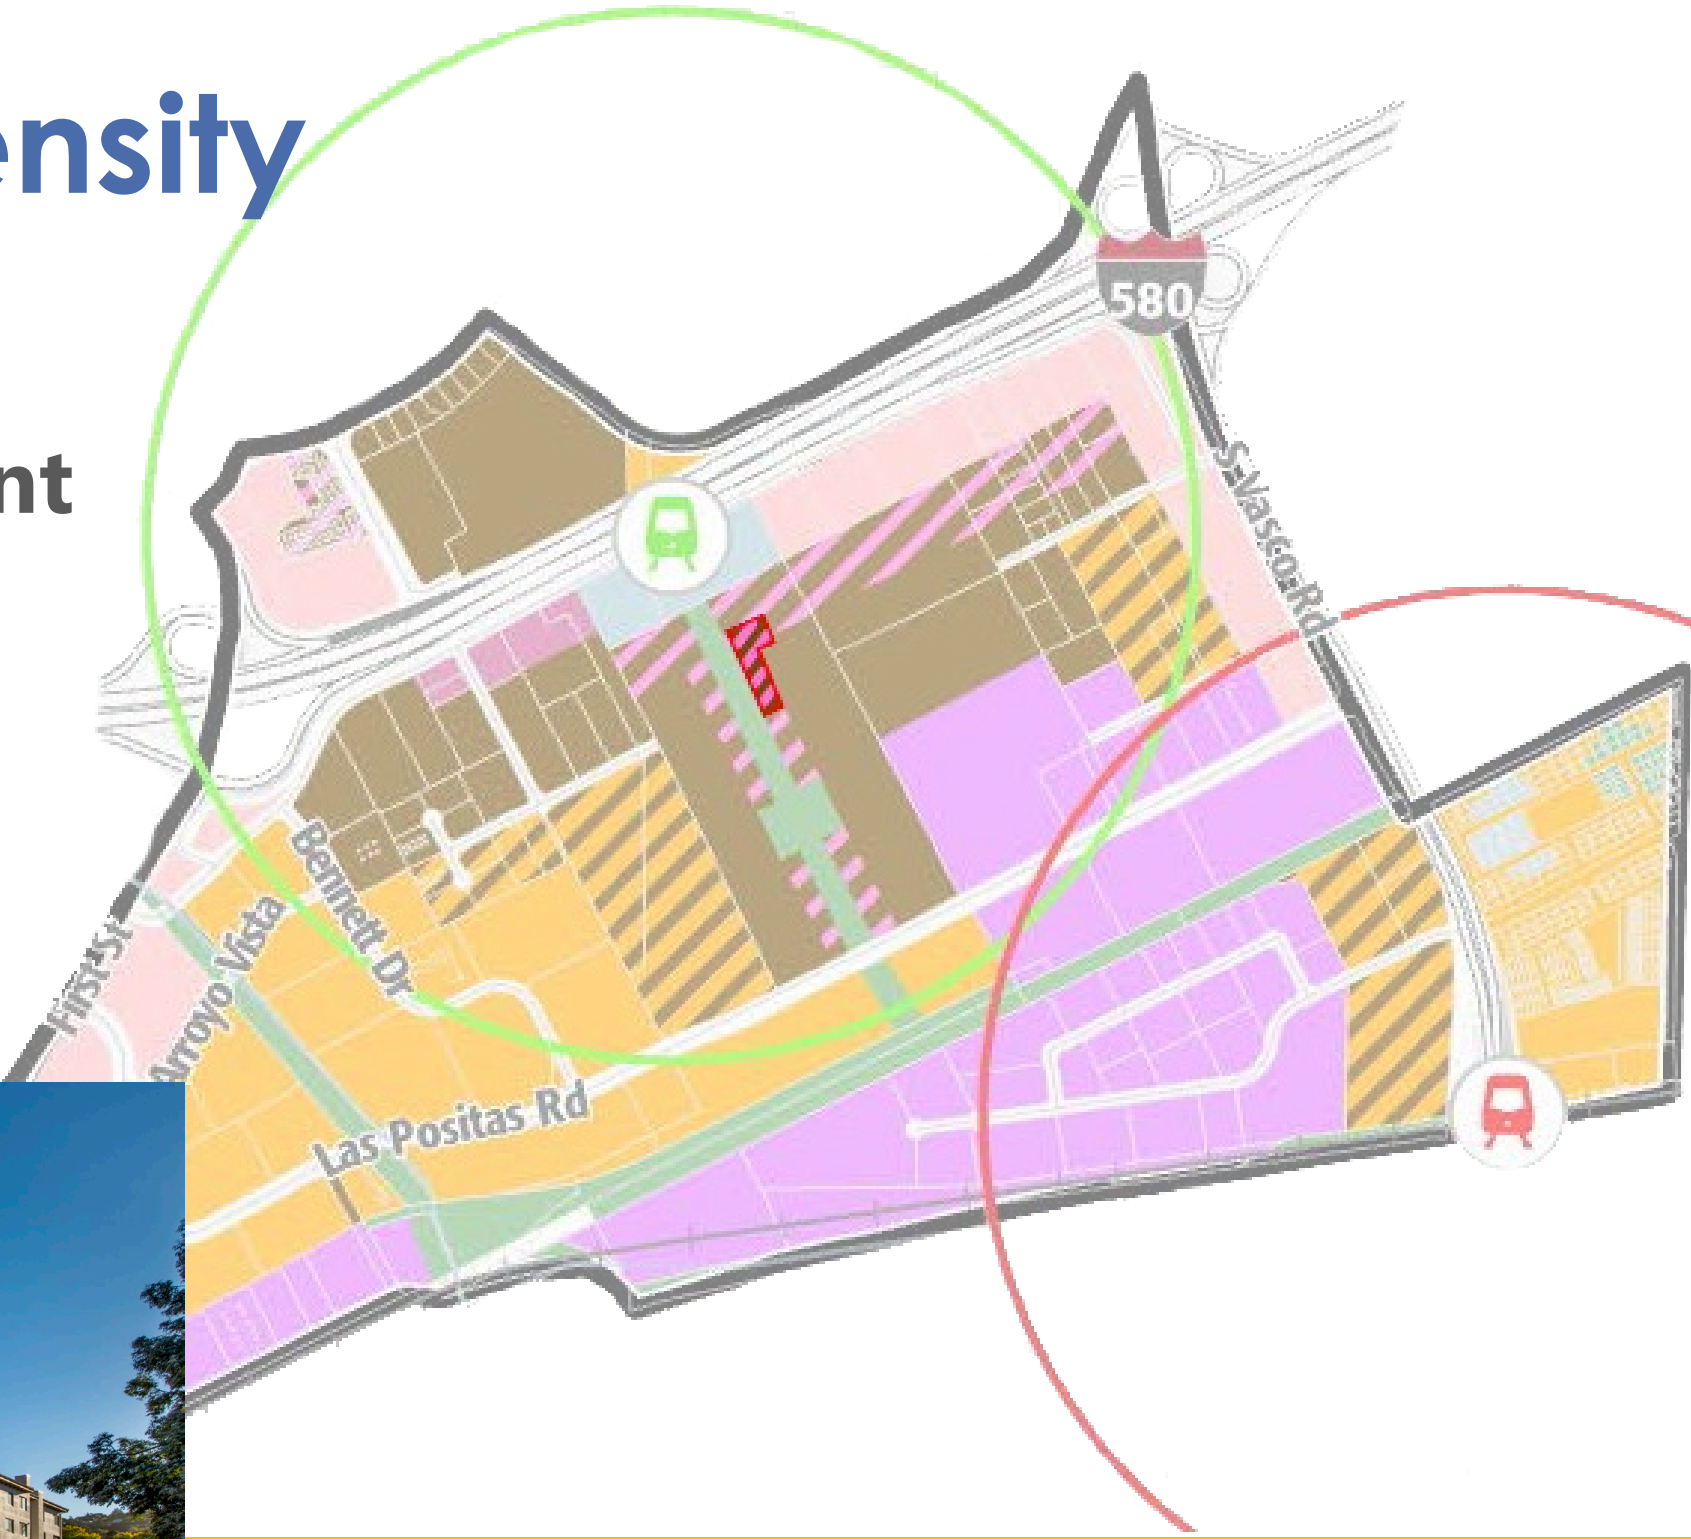 ensity
nt
580
S Vasco Rd
Bennett Dr
First St
Arroyo Vista
Las Positas Rd